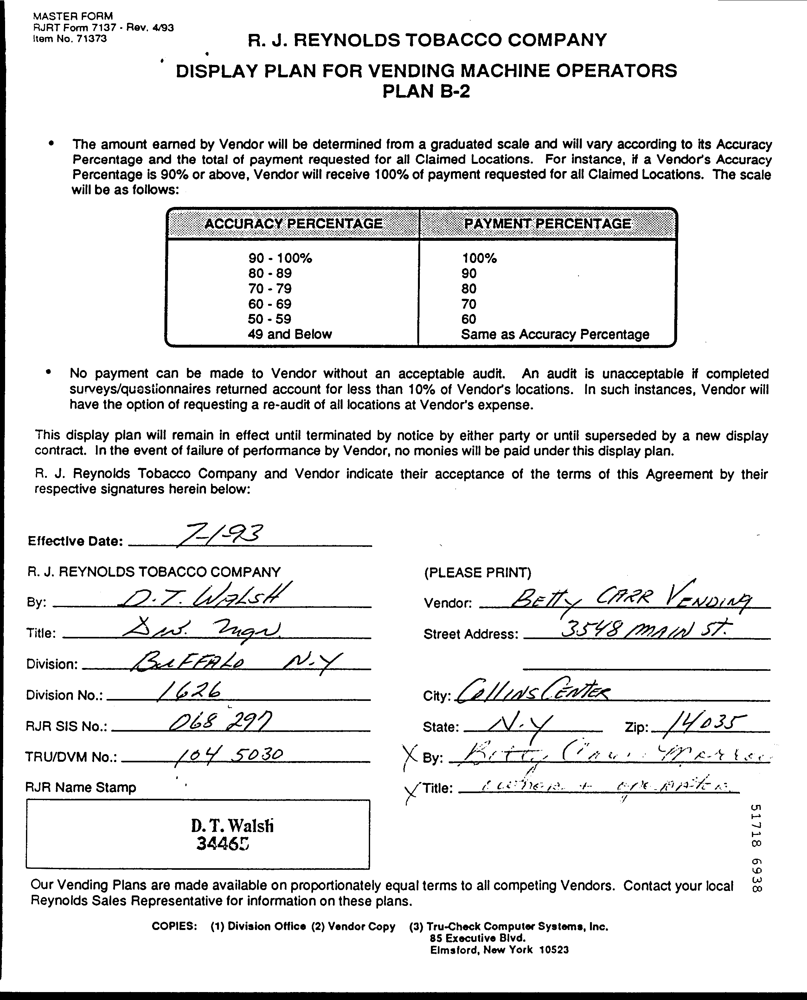 MASTER FORM
RJRT Form 7137 - Rev. 4/93
Item No. 71373
R. J. REYNOLDS TOBACCO COMPANY
DISPLAY PLAN FOR VENDING MACHINE OPERATORS
PLAN B-2
• The amount earned by Vendor will be determined from a graduated scale and will vary according to its Accuracy
Percentage and the total of payment requested for all Claimed Locations. For instance, if a Vendor's Accuracy
Percentage is 90% or above, Vendor will receive 100% of payment requested for all Claimed Locations. The scale
will be as follows:
ACCURACY PERCENTAGE PAYMENT PERCENTAGE
90 - 100% 100%
80 - 89 90
70 - 79 80
60 - 69 70
50 - 59 60
49 and Below Same as Accuracy Percentage
• No payment can be made to Vendor without an acceptable audit. An audit is unacceptable if completed
surveys/questionnaires returned account for less than 10% of Vendor's locations. In such instances, Vendor will
have the option of requesting a re-audit of all locations at Vendor's expense.
This display plan will remain in effect until terminated by notice by either party or until superseded by a new display
contract. In the event of failure of performance by Vendor, no monies will be paid under this display plan.
R. J. Reynolds Tobacco Company and Vendor indicate their acceptance of the terms of this Agreement by their
respective signatures herein below:
Effective Date: 7-1-93
R. J. REYNOLDS TOBACCO COMPANY (PLEASE PRINT)
By: D.T. WALSH Vendor: BETTY CARR VENDING
Title: Div. Mgr. Street Address: 3548 MAIN ST.
Division: BUFFALO N.Y
Division No.: 1626 City: Collins CENTER
RJR SIS No.: 068 297 State: N.Y Zip: 14035
TRU/DVM No.: 104 5030 X By: Betty Carr
RJR Name Stamp X Title: owner + operator
D. T. Walsh
34465
51718 6938
Our Vending Plans are made available on proportionately equal terms to all competing Vendors. Contact your local
Reynolds Sales Representative for information on these plans.
COPIES: (1) Division Office (2) Vendor Copy (3) Tru-Check Computer Systems, Inc.
85 Executive Blvd.
Elmsford, New York 10523